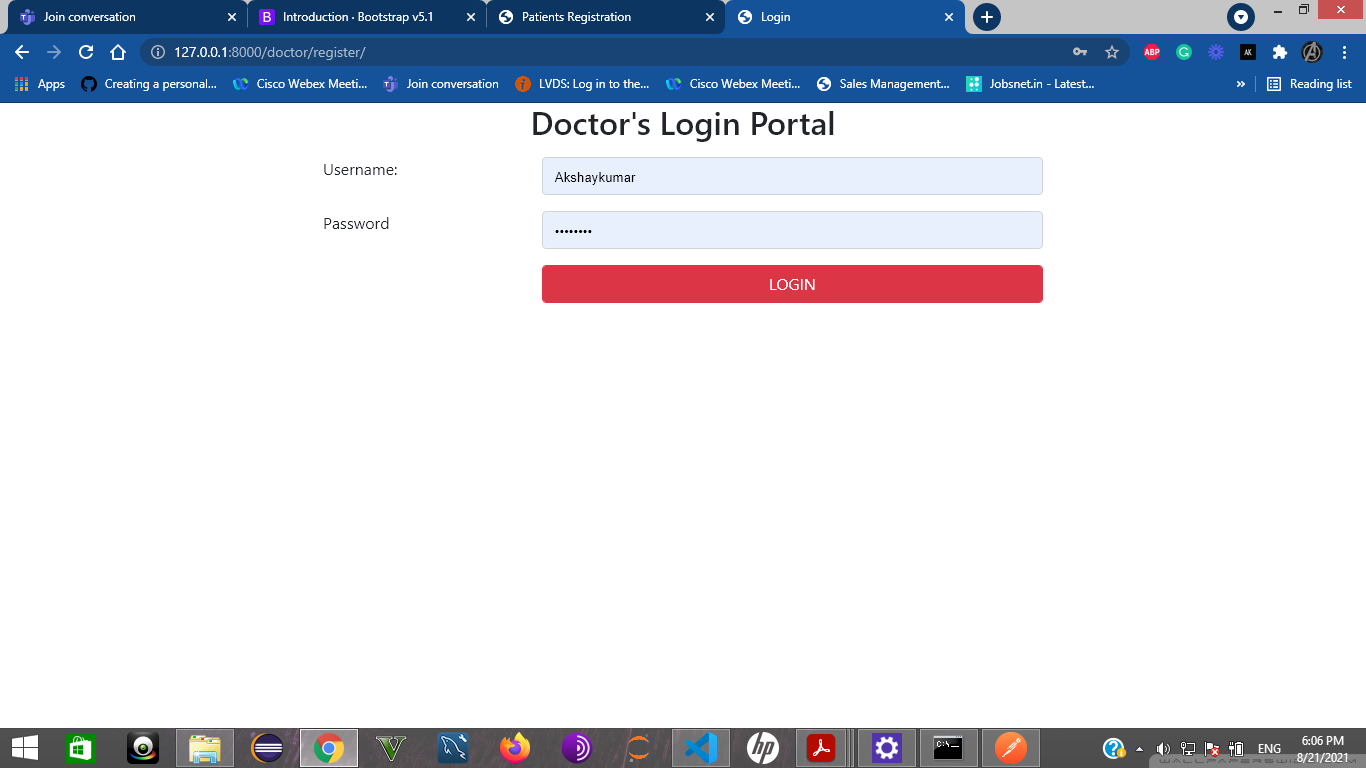 Join conversation
Introduction · Bootstrap v5.1
Patients Registration
Login
127.0.0.1:8000/doctor/register/
ABP
AK
Apps
Creating a personal...
Cisco Webex Meeti...
Join conversation
LVDS: Log in to the...
Cisco Webex Meeti...
Sales Management...
Jobsnet.in - Latest...
»
Reading list
Doctor's Login Portal
Username:
Akshaykumar
Password
••••••••
LOGIN
ENG
6:06 PM
8/21/2021